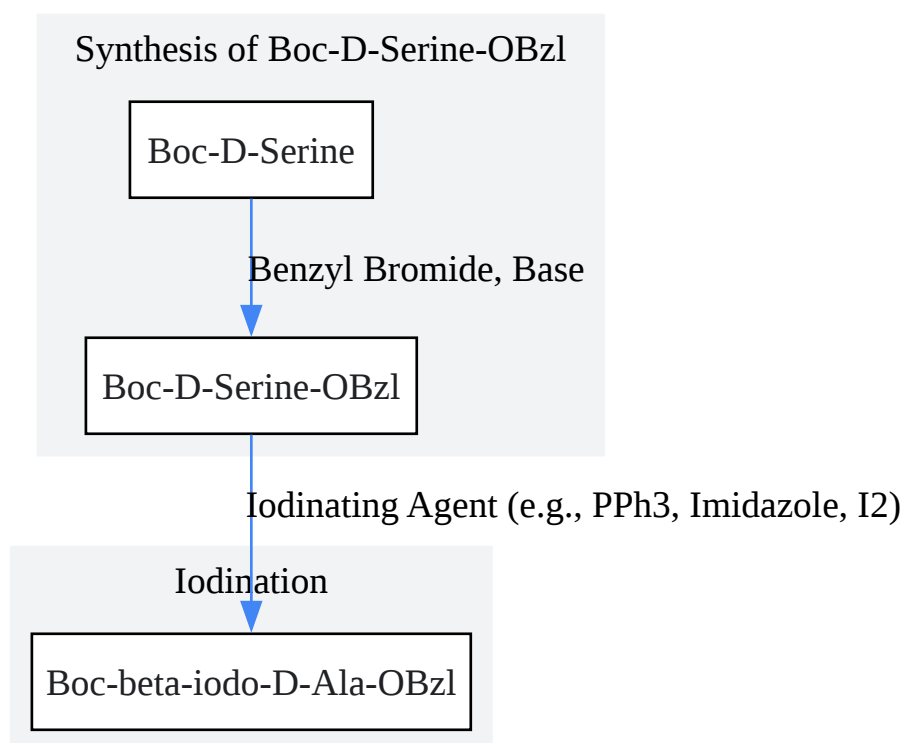 Synthesis of Boc-D-Serine-OBzl
Boc-D-Serine
Benzyl Bromide, Base
Boc-D-Serine-OBzl
Iodinating Agent (e.g., PPh3, Imidazole, I2)
Iodination
Boc-beta-iodo-D-Ala-OBzl